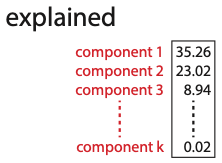 explained
component 1 35.26
component 2 23.02
component 3 8.94
component k 0.02